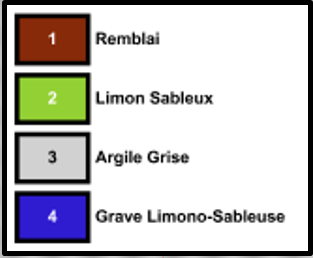 1 Remblai
2 Limon Sableux
3 Argile Grise
4 Grave Limono-Sableuse